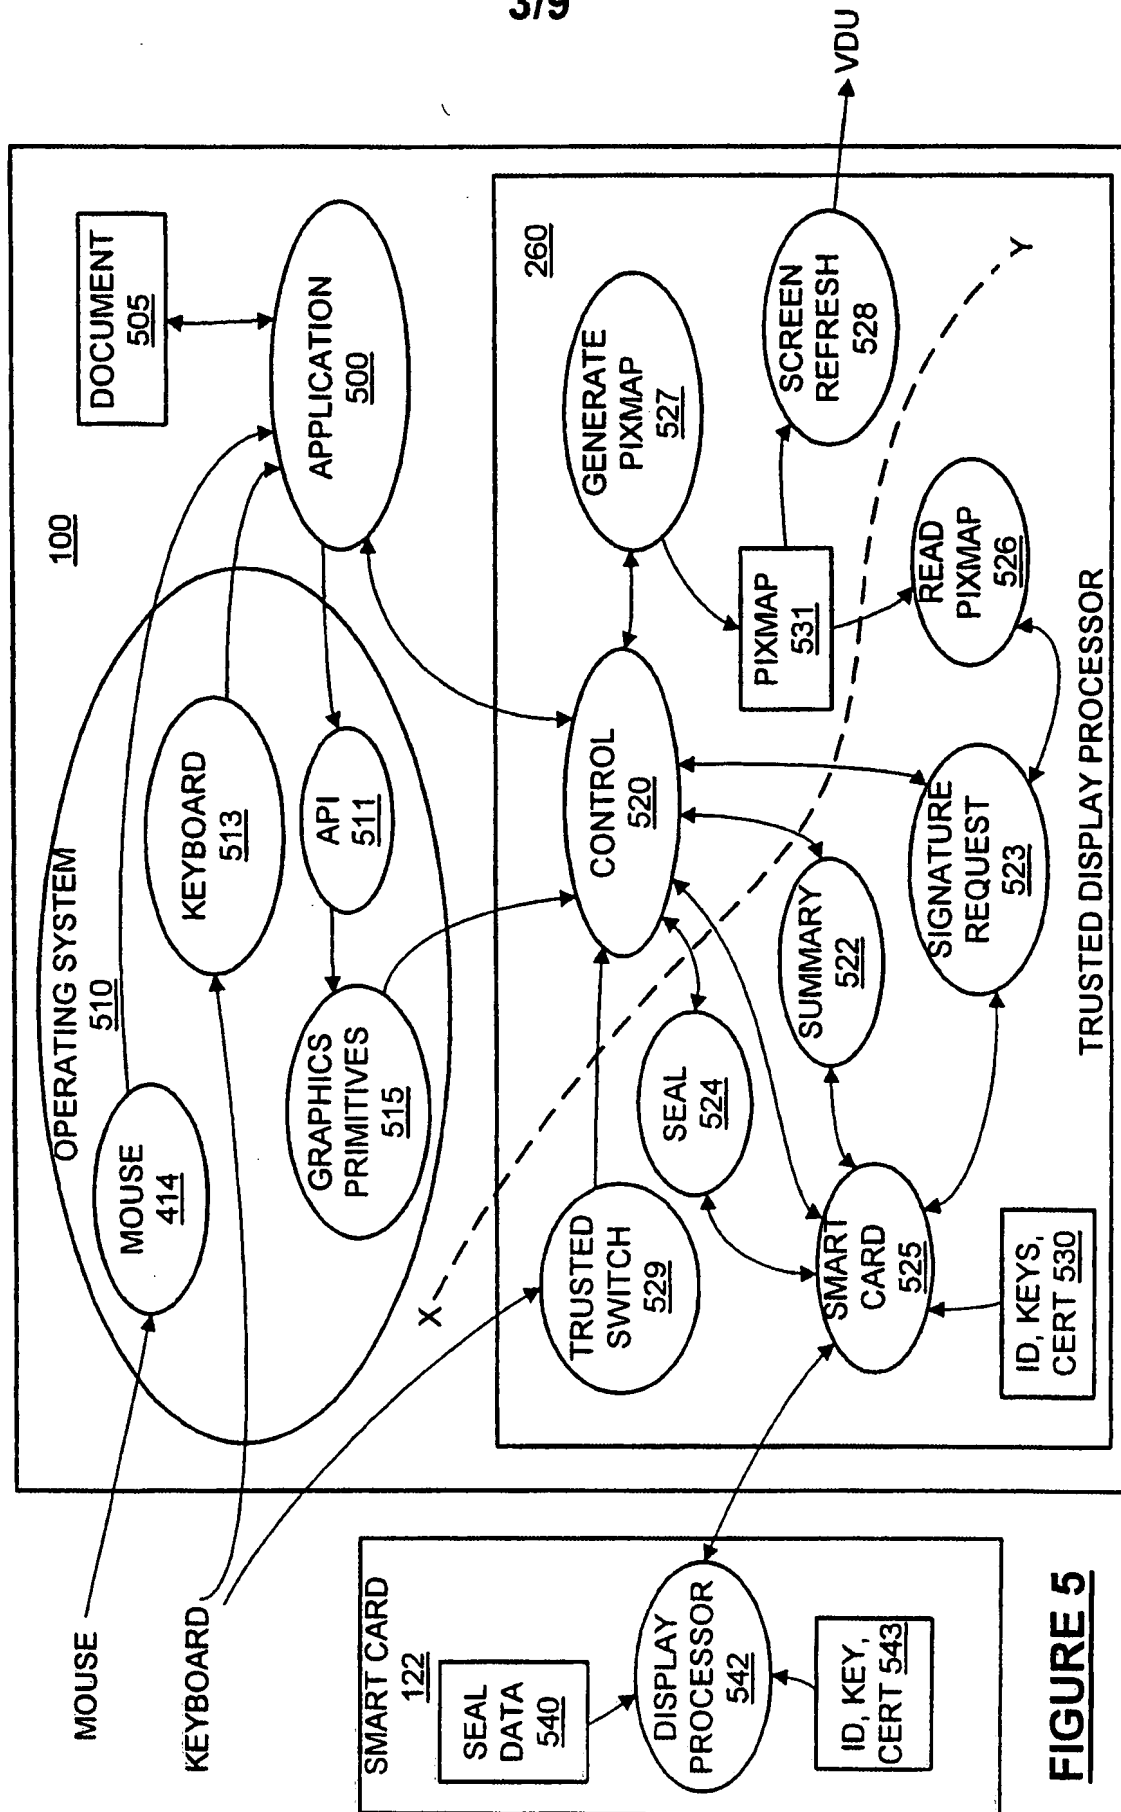 3/9
100
OPERATING SYSTEM
510
MOUSE
414
KEYBOARD
513
API
511
GRAPHICS
PRIMITIVES
515
DOCUMENT
505
APPLICATION
500
MOUSE
KEYBOARD
X
Y
VDU
260
TRUSTED
SWITCH
529
CONTROL
520
GENERATE
PIXMAP
527
SEAL
524
SUMMARY
522
PIXMAP
531
SCREEN
REFRESH
528
SMART
CARD
525
SIGNATURE
REQUEST
523
READ
PIXMAP
526
ID, KEYS,
CERT 530
TRUSTED DISPLAY PROCESSOR
SMART CARD
122
SEAL
DATA
540
DISPLAY
PROCESSOR
542
ID, KEY,
CERT 543
FIGURE 5